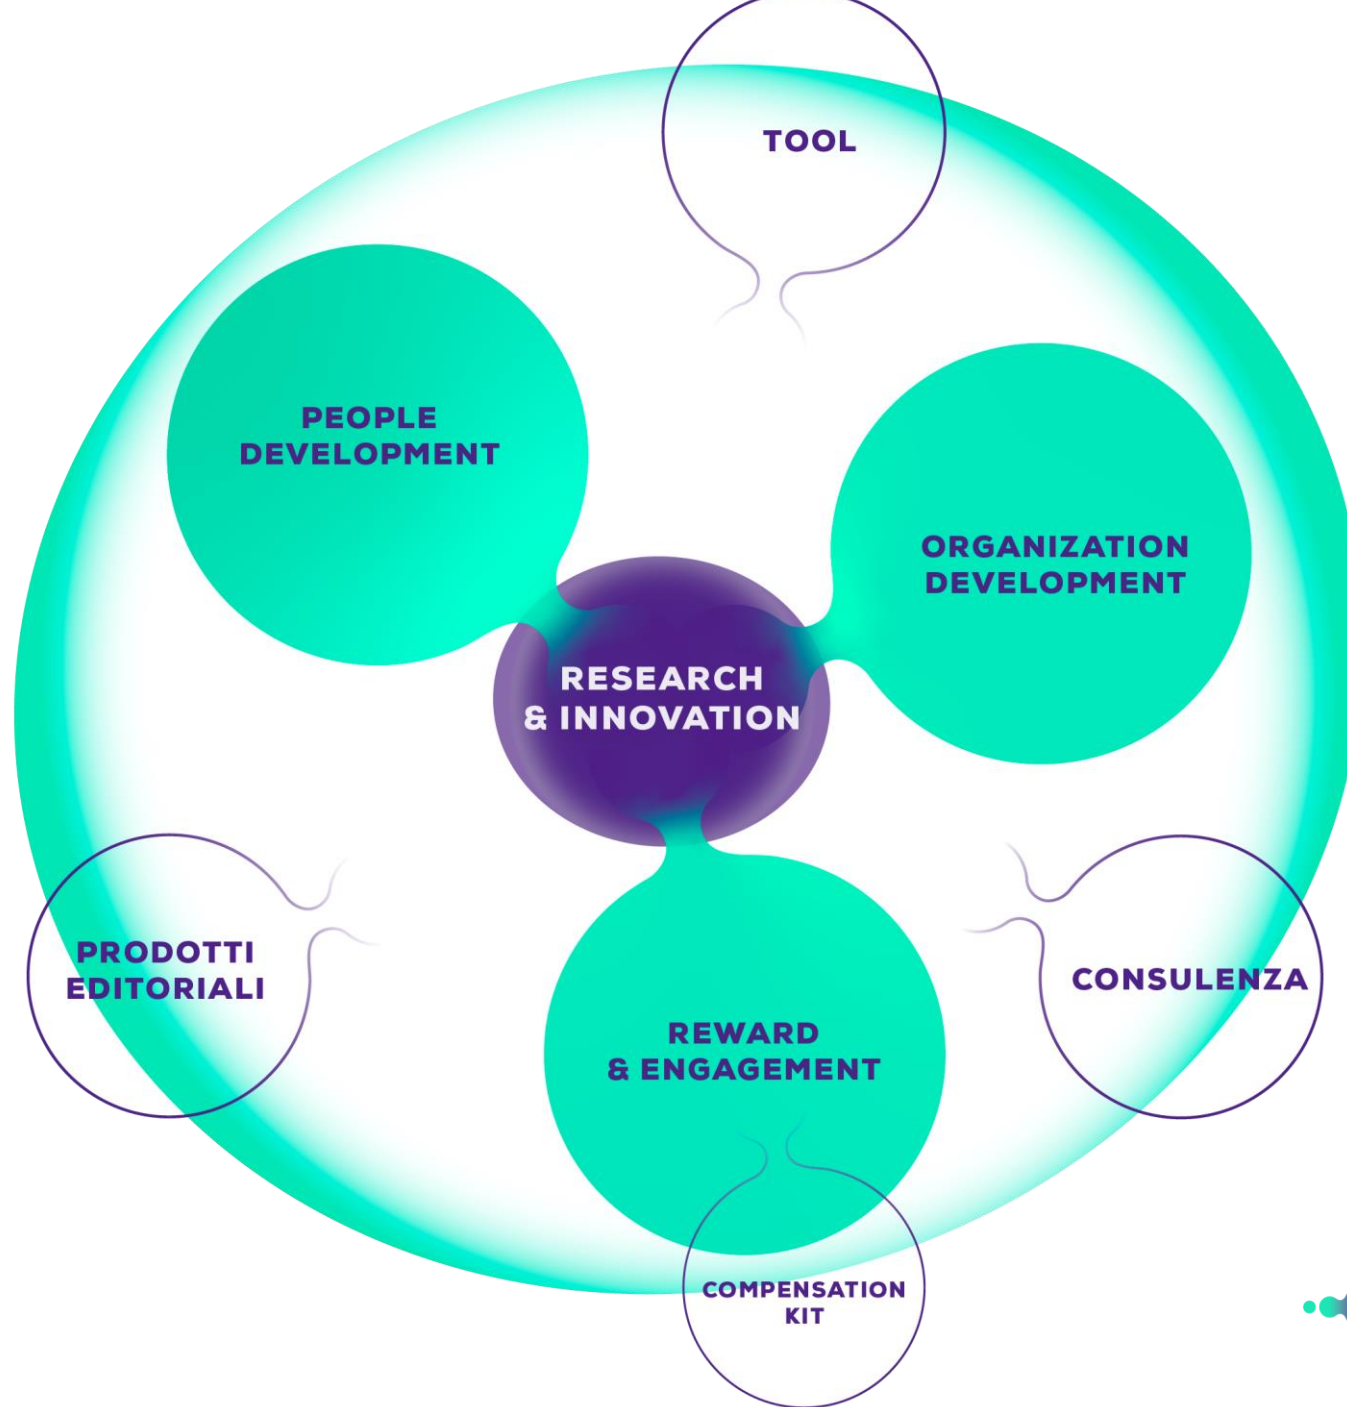 TOOL
PEOPLE
DEVELOPMENT
ORGANIZATION
DEVELOPMENT
RESEARCH
& INNOVATION
PRODOTTI
EDITORIALI
CONSULENZA
REWARD
& ENGAGEMENT
COMPENSATION
KIT